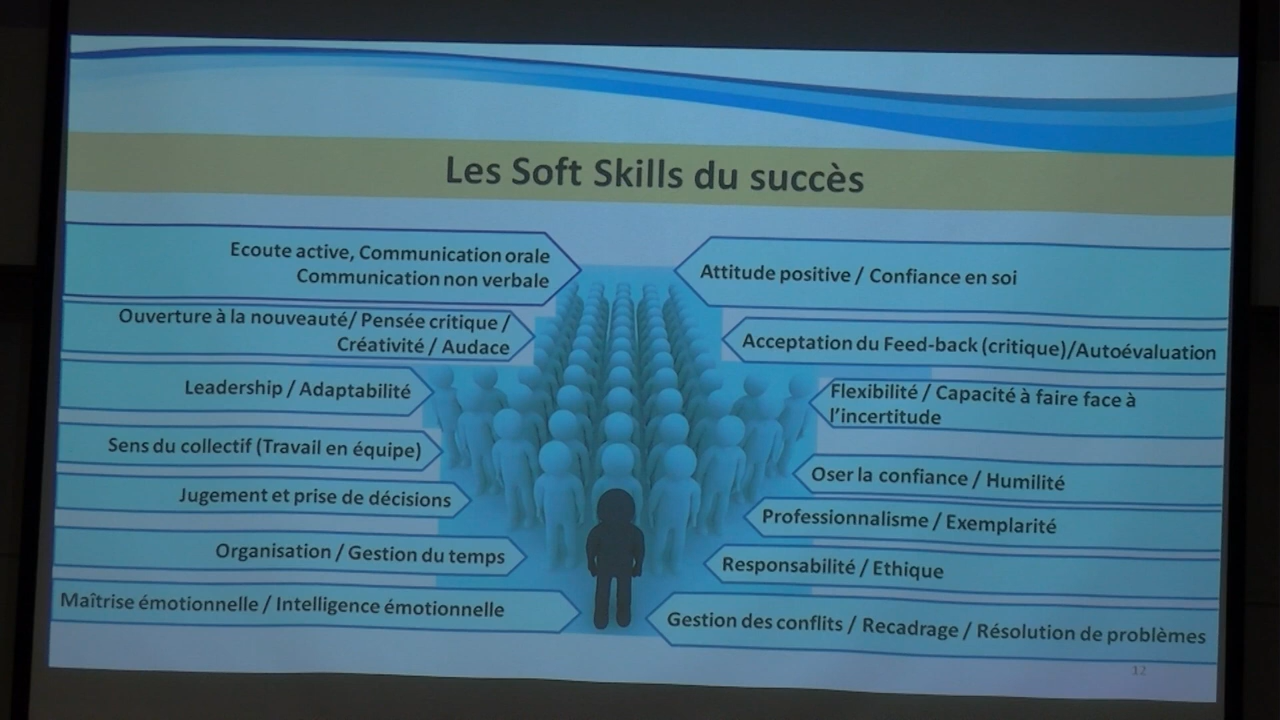 Les Soft Skills du succès
Ecoute active, Communication orale
Communication non verbale
Ouverture à la nouveauté/ Pensée critique /
Créativité / Audace
Leadership / Adaptabilité
Sens du collectif (Travail en équipe)
Jugement et prise de décisions
Organisation / Gestion du temps
Maîtrise émotionnelle / Intelligence émotionnelle
Attitude positive / Confiance en soi
Acceptation du Feed-back (critique)/Autoévaluation
Flexibilité / Capacité à faire face à
l'incertitude
Oser la confiance / Humilité
Professionnalisme / Exemplarité
Responsabilité / Ethique
Gestion des conflits / Recadrage / Résolution de problèmes
12